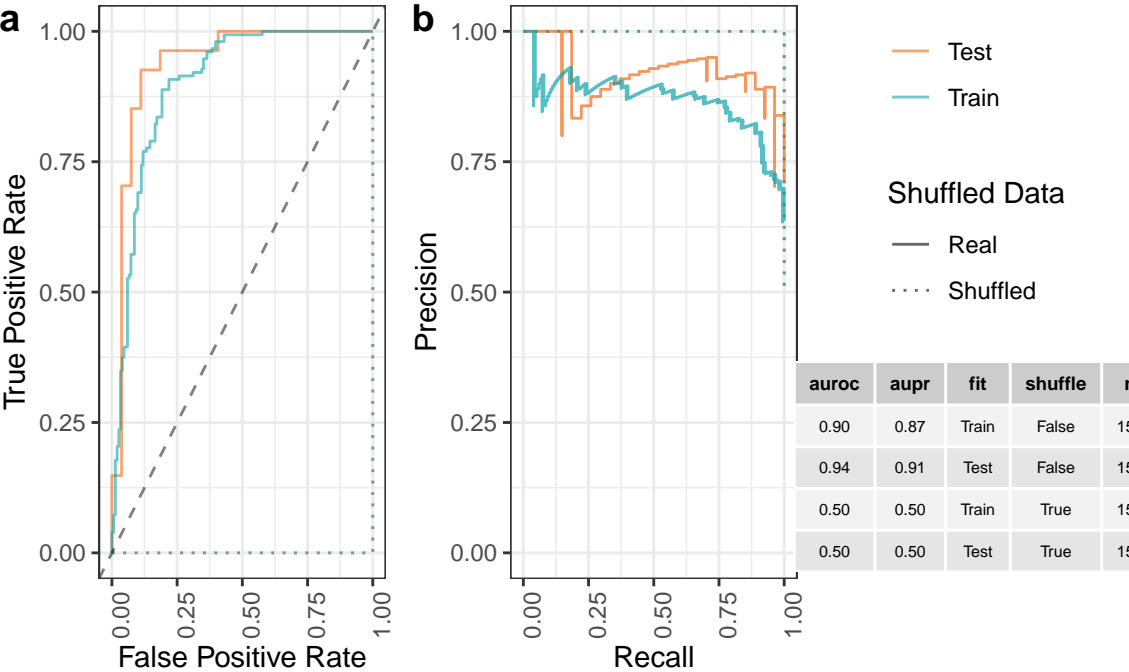 a
True Positive Rate
1.00
0.75
0.50
0.25
0.00
0.00
0.25
0.50
0.75
1.00
False Positive Rate
b
Precision
1.00
0.75
0.50
0.25
0.00
0.00
0.25
0.50
0.75
1.00
Recall
Test
Train
Shuffled Data
Real
Shuffled
auroc aupr fit shuffle
0.90 0.87 Train False 15
0.94 0.91 Test False 15
0.50 0.50 Train True 15
0.50 0.50 Test True 15